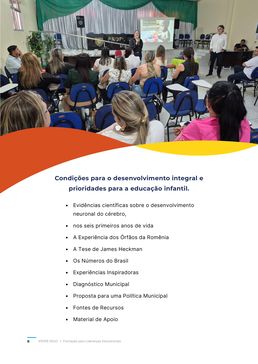 Condições para o desenvolvimento integral e
prioridades para a educação infantil.
• Evidências científicas sobre o desenvolvimento
neuronal do cérebro,
• nos seis primeiros anos de vida
• A Experiência dos Órfãos da Romênia
• A Tese de James Heckman
• Os Números do Brasil
• Experiências Inspiradoras
• Diagnóstico Municipal
• Proposta para uma Política Municipal
• Fontes de Recursos
• Material de Apoio